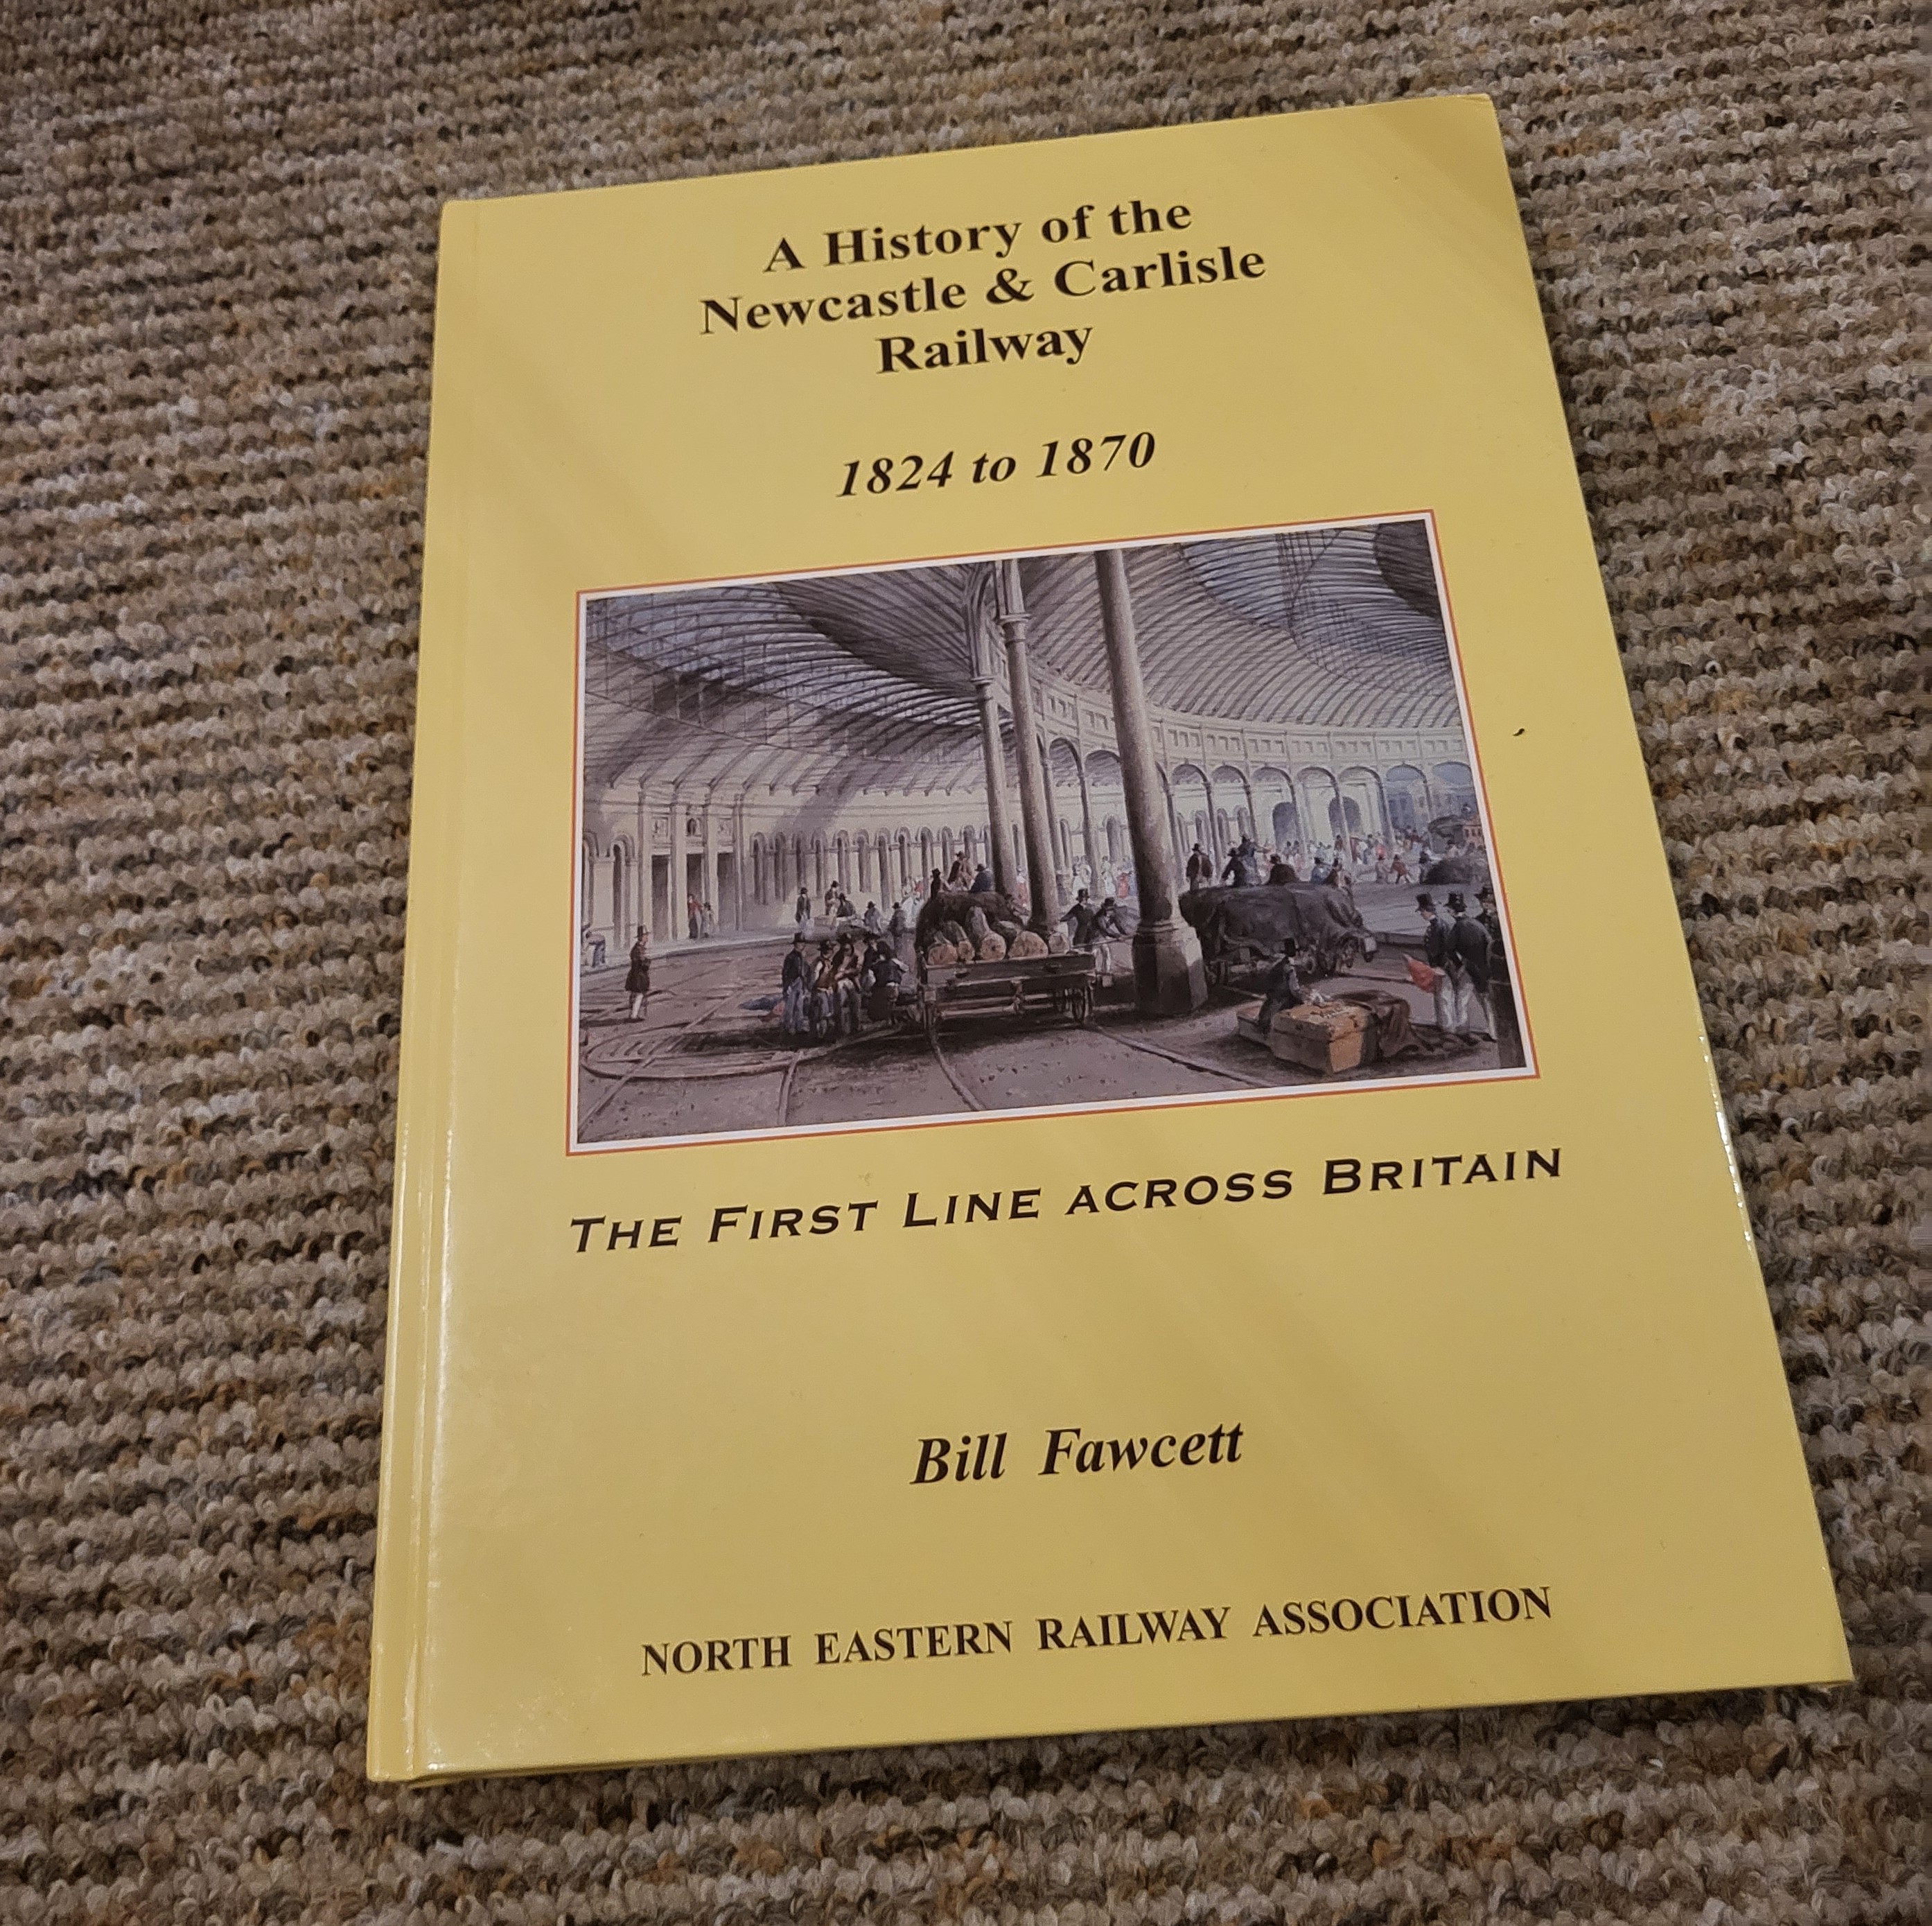 A History of the
Newcastle & Carlisle
Railway
1824 to 1870
THE FIRST LINE ACROSS BRITAIN
Bill Fawcett
NORTH EASTERN RAILWAY ASSOCIATION